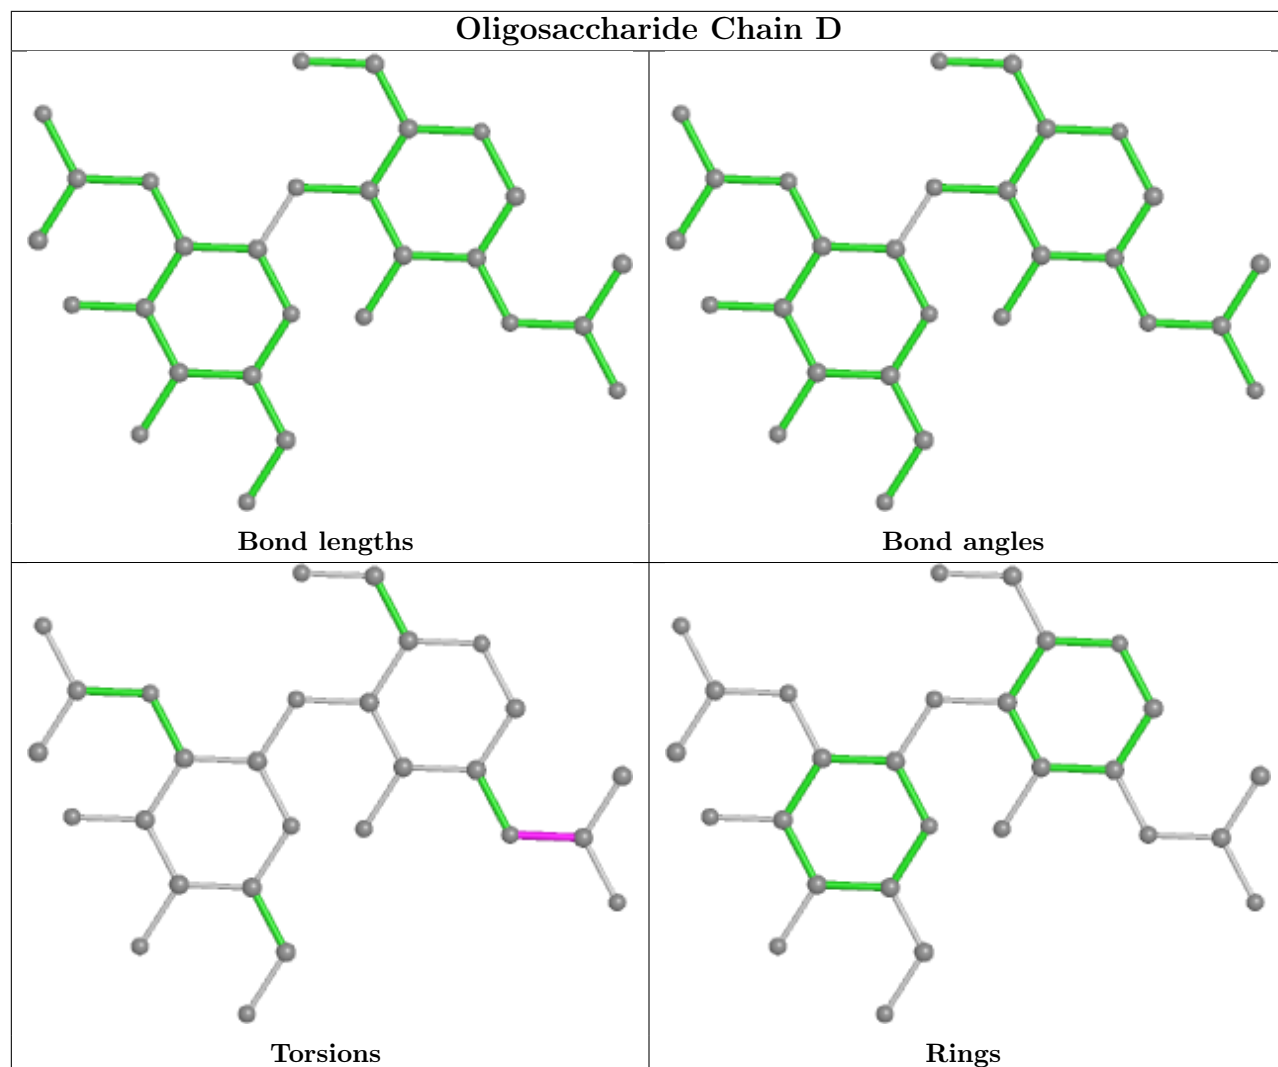 Oligosaccharide Chain D
Bond lengths
Bond angles
Torsions
Rings